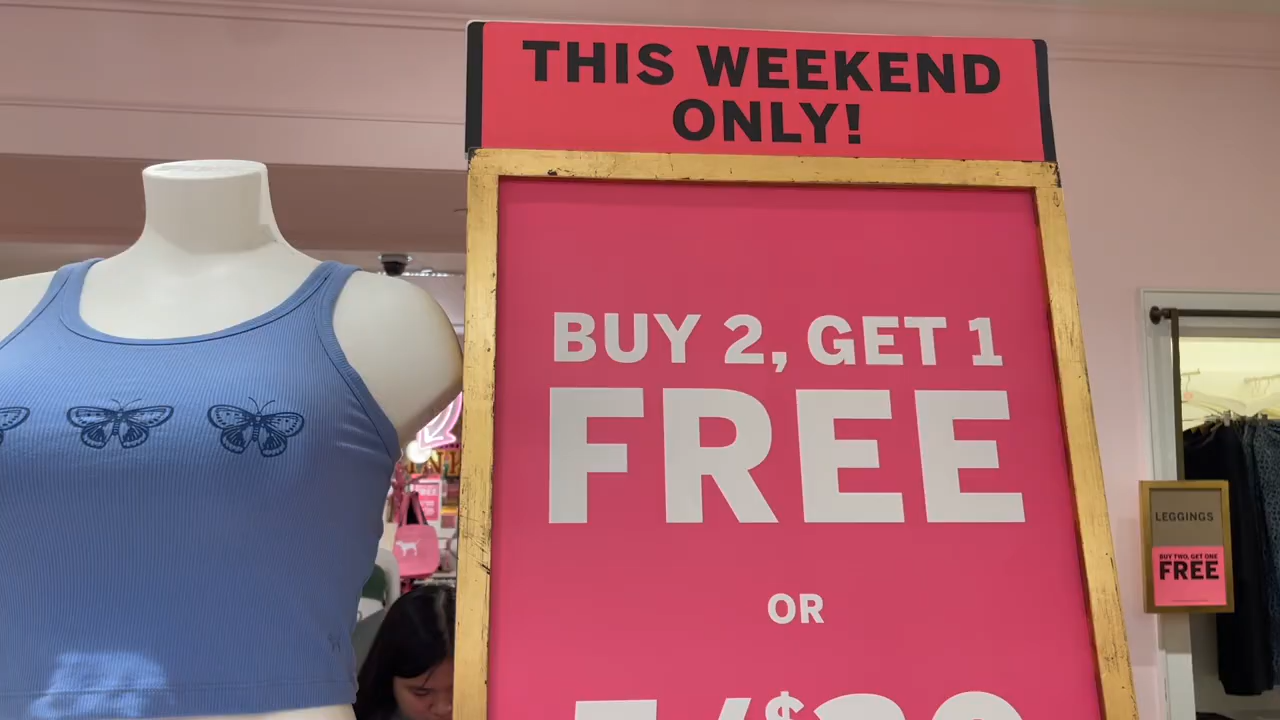 THIS WEEKEND
ONLY!
BUY 2, GET 1
FREE
OR
LEGGINGS
BUY TWO, GET ONE
FREE